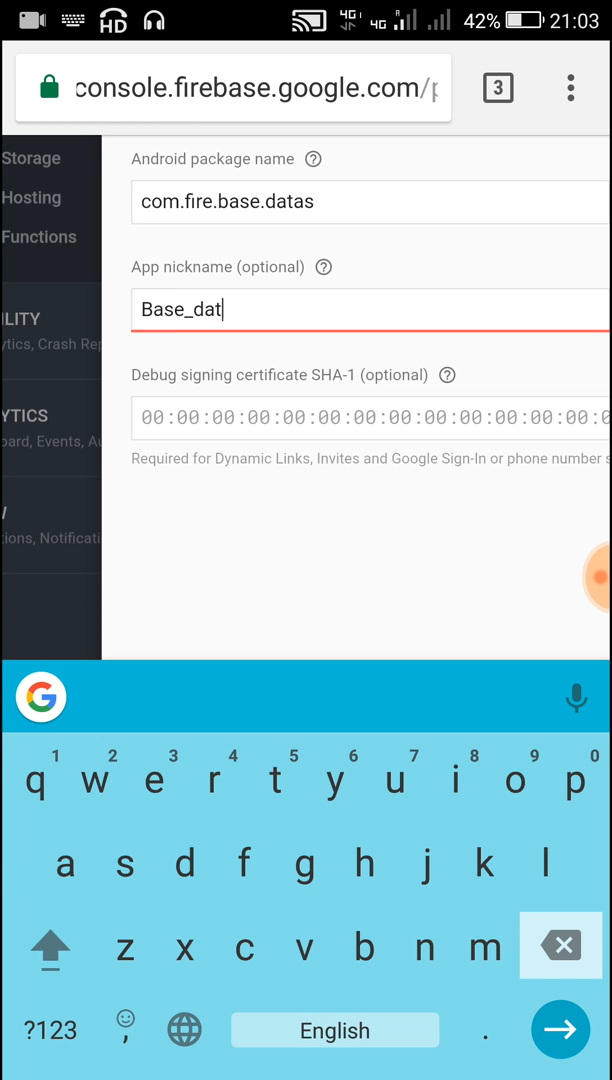 HD 4G 4G R 42% 21:03
console.firebase.google.com/p
3
Storage
Hosting
Functions
ILITY
ytics, Crash Rep
YTICS
oard, Events, Au
tions, Notificati
Android package name ?
com.fire.base.datas
App nickname (optional) ?
Base_dat
Debug signing certificate SHA-1 (optional) ?
00:00:00:00:00:00:00:00:00:00:00:00:00:0
Required for Dynamic Links, Invites and Google Sign-In or phone number s
G
1 2 3 4 5 6 7 8 9 0
q w e r t y u i o p
a s d f g h j k l
z x c v b n m
?123 , English .